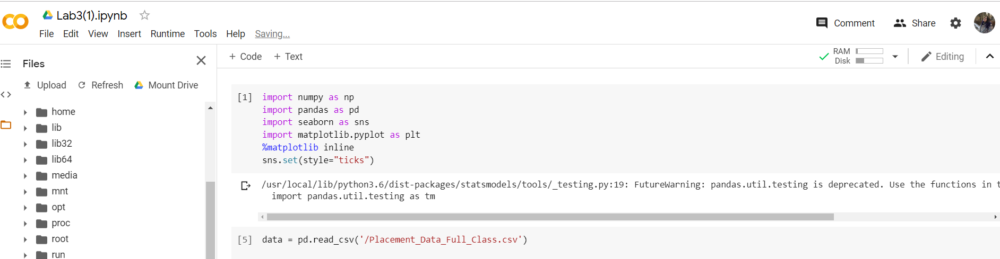 Lab3(1).ipynb
File Edit View Insert Runtime Tools Help Saving...
Comment Share
Files
Upload Refresh Mount Drive
home
lib
lib32
lib64
media
mnt
opt
proc
root
run
+ Code + Text
RAM
Disk
Editing
[1] import numpy as np
import pandas as pd
import seaborn as sns
import matplotlib.pyplot as plt
%matplotlib inline
sns.set(style="ticks")
/usr/local/lib/python3.6/dist-packages/statsmodels/tools/_testing.py:19: FutureWarning: pandas.util.testing is deprecated. Use the functions in
import pandas.util.testing as tm
[5] data = pd.read_csv('/Placement_Data_Full_Class.csv')